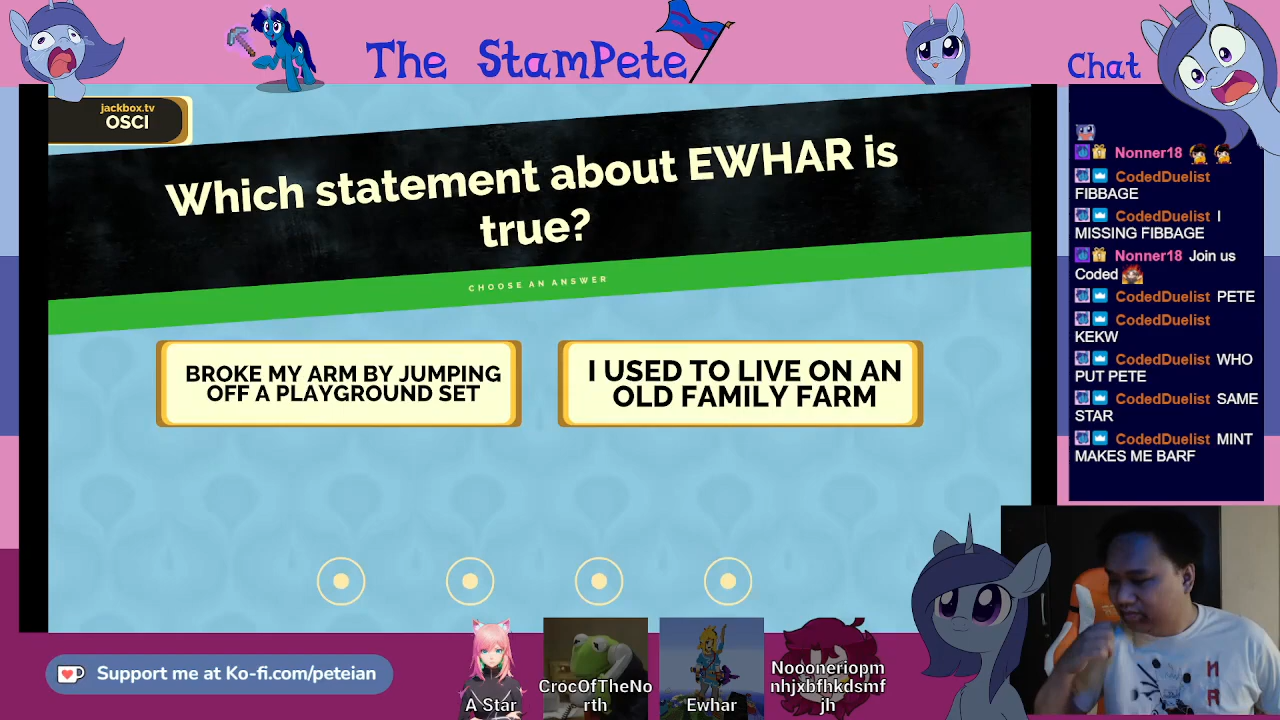 The StamPete
Chat
jackbox.tv
OSCI
Which statement about EWHAR is
true?
CHOOSE AN ANSWER
BROKE MY ARM BY JUMPING
OFF A PLAYGROUND SET
I USED TO LIVE ON AN
OLD FAMILY FARM
Nonner18
CodedDuelist
FIBBAGE
CodedDuelist I
MISSING FIBBAGE
Nonner18 Join us
Coded
CodedDuelist PETE
CodedDuelist
KEKW
CodedDuelist WHO
PUT PETE
CodedDuelist SAME
STAR
CodedDuelist MINT
MAKES ME BARF
Support me at Ko-fi.com/peteian
A Star
CrocOfTheNo
rth
Ewhar
Noooneriopm
nhjxbfhkdsmf
jh